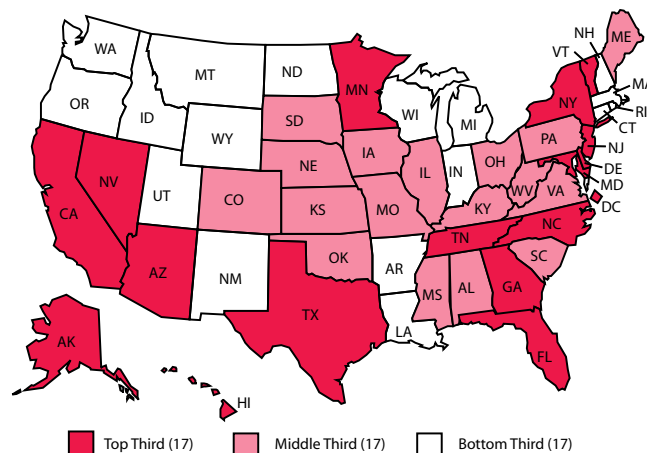 WA
MT
ND
MN
OR
ID
WY
SD
WI
MI
VT
NH
ME
NY
MA
RI
CT
NJ
PA
DE
MD
DC
NV
UT
CO
NE
IA
IL
IN
OH
WV
VA
CA
KS
MO
KY
NC
TN
AZ
NM
OK
AR
SC
MS
AL
GA
TX
LA
FL
AK
HI
Top Third (17)
Middle Third (17)
Bottom Third (17)